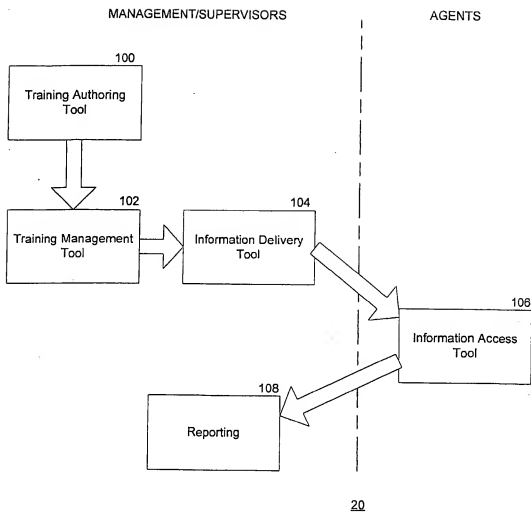 MANAGEMENT/SUPERVISORS
AGENTS
100
Training Authoring
Tool
102
Training Management
Tool
104
Information Delivery
Tool
106
Information Access
Tool
108
Reporting
20